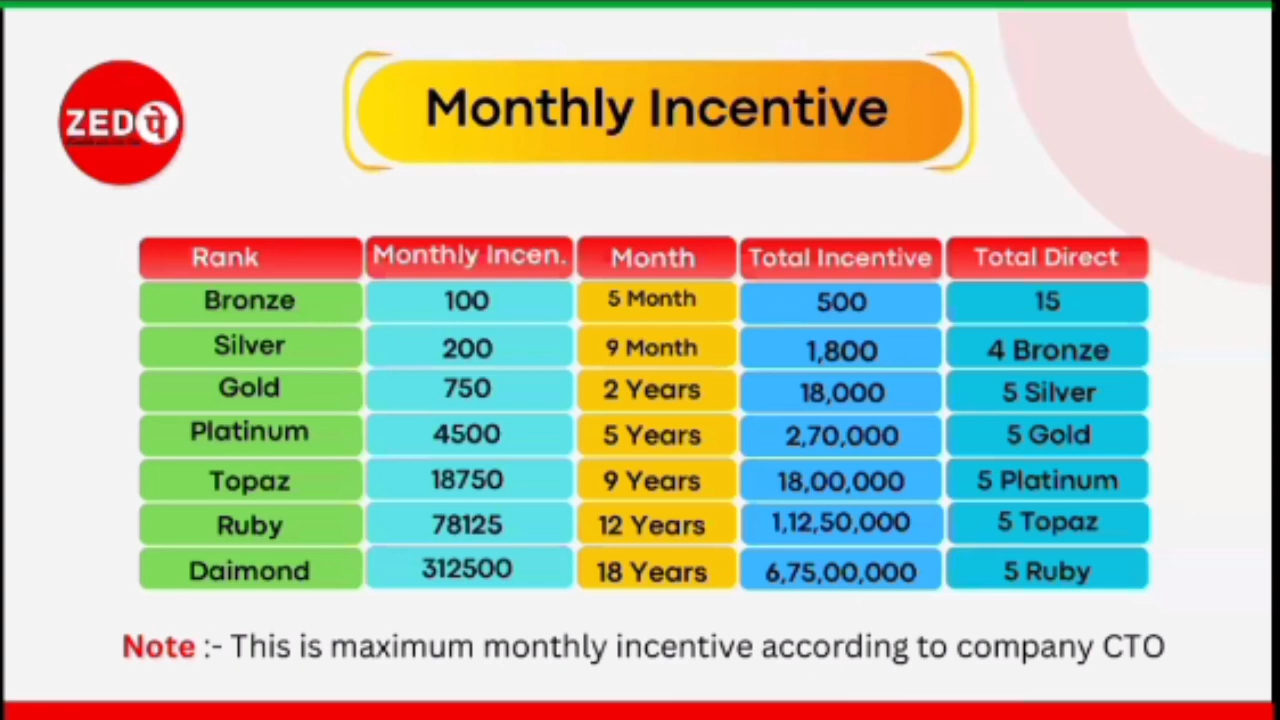 ZED पे
Monthly Incentive
Rank Monthly Incen. Month Total Incentive Total Direct
Bronze 100 5 Month 500 15
Silver 200 9 Month 1,800 4 Bronze
Gold 750 2 Years 18,000 5 Silver
Platinum 4500 5 Years 2,70,000 5 Gold
Topaz 18750 9 Years 18,00,000 5 Platinum
Ruby 78125 12 Years 1,12,50,000 5 Topaz
Daimond 312500 18 Years 6,75,00,000 5 Ruby
Note :- This is maximum monthly incentive according to company CTO